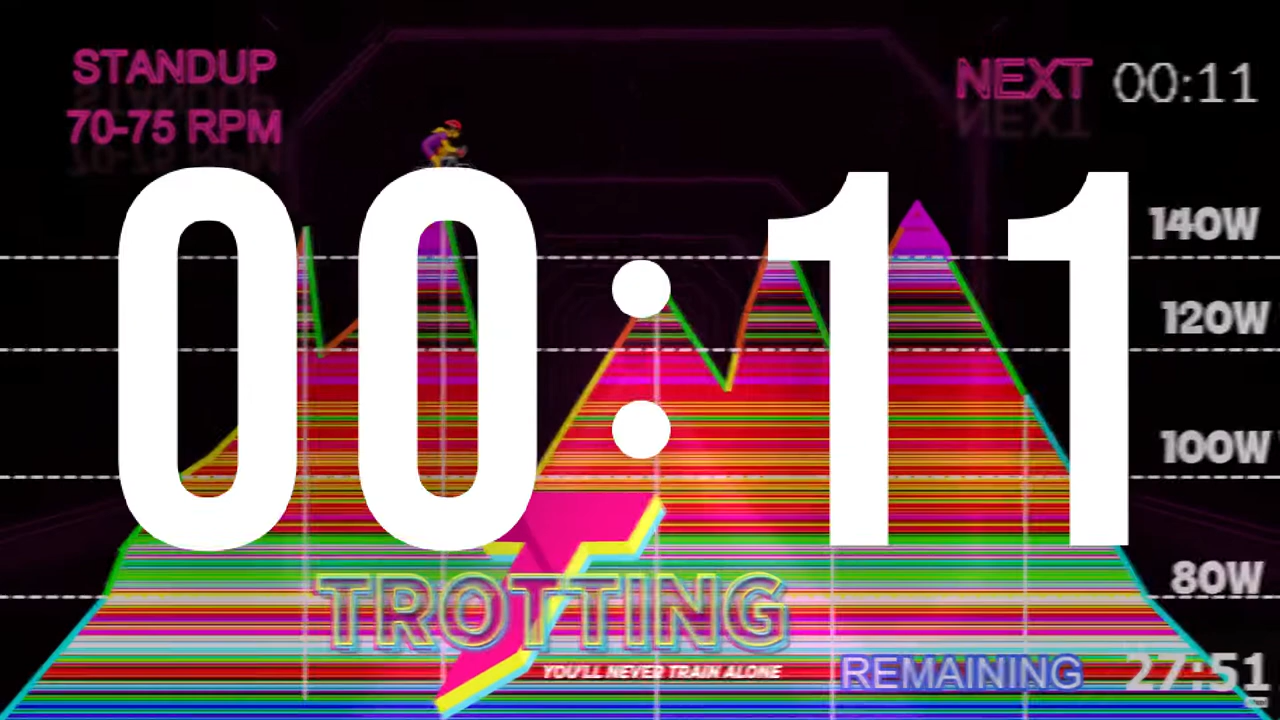 STANDUP
70-75 RPM
NEXT 00:11
00:11
140W
120W
100W
80W
TROTTING
YOU'LL NEVER TRAIN ALONE
REMAINING 27:51